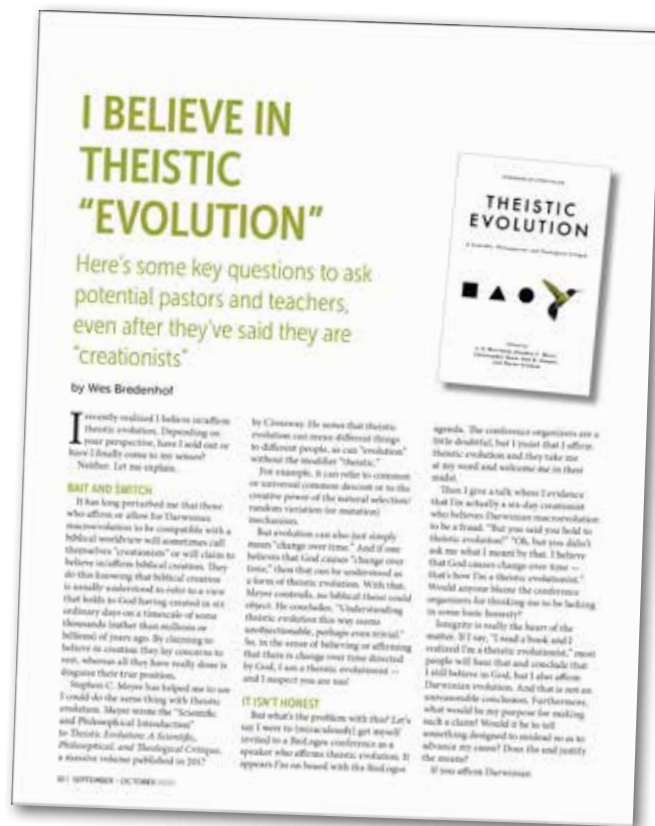 I BELIEVE IN
THEISTIC
"EVOLUTION"
Here's some key questions to ask
potential pastors and teachers,
even after they've said they are
"creationists"
by Wes Bredenhof
THEISTIC
EVOLUTION
I recently realized I believe in/affirm
theistic evolution. Depending on
your perspective, have I sold out or
have I finally come to my senses?
Neither. Let me explain.
BAIT AND SWITCH
It has long perturbed me that those
who affirm or allow for Darwinian
macroevolution to be compatible with a
biblical worldview will sometimes call
themselves "creationists" or will claim to
believe in/affirm biblical creation. They
do this knowing that biblical creation
is usually understood to refer to a view
that holds to God having created in six
ordinary days on a timescale of some
thousands (rather than millions or
billions) of years ago. By claiming to
believe in creation they lay concerns to
rest, whereas all they have really done is
disguise their true position.
Stephen C. Meyer has helped me to see
I could do the same thing with theistic
evolution. Meyer wrote the "Scientific
and Philosophical Introduction"
to Theistic Evolution: A Scientific,
Philosophical, and Theological Critique,
a massive volume published in 2017
by Crossway. He notes that theistic
evolution can mean different things
to different people, as can "evolution"
without the modifier "theistic."
For example, it can refer to common
or universal common descent or to the
creative power of the natural selection/
random variation (or mutation)
mechanism.
But evolution can also just simply
mean "change over time." And if one
believes that God causes "change over
time," then that can be understood as
a form of theistic evolution. With that,
Meyer contends, no biblical theist could
object. He concludes, "Understanding
theistic evolution this way seems
unobjectionable, perhaps even trivial."
So, in the sense of believing or affirming
that there is change over time directed
by God, I am a theistic evolutionist —
and I suspect you are too!
IT ISN'T HONEST
But what's the problem with this? Let's
say I were to (miraculously) get myself
invited to a BioLogos conference as a
speaker who affirms theistic evolution. It
appears I'm on board with the BioLogos
agenda. The conference organizers are a
little doubtful, but I insist that I affirm
theistic evolution and they take me
at my word and welcome me in their
midst.
Then I give a talk where I evidence
that I'm actually a six-day creationist
who believes Darwinian macroevolution
to be a fraud. "But you said you hold to
theistic evolution!" "Oh, but you didn't
ask me what I meant by that. I believe
that God causes change over time —
that's how I'm a theistic evolutionist."
Would anyone blame the conference
organizers for thinking me to be lacking
in some basic honesty?
Integrity is really the heart of the
matter. If I say, "I read a book and I
realized I'm a theistic evolutionist," most
people will hear that and conclude that
I still believe in God, but I also affirm
Darwinian evolution. And that is not an
unreasonable conclusion. Furthermore,
what would be my purpose for making
such a claim? Would it be to tell
something designed to mislead so as to
advance my cause? Does the end justify
the means?
If you affirm Darwinian
SEPTEMBER - OCTOBER